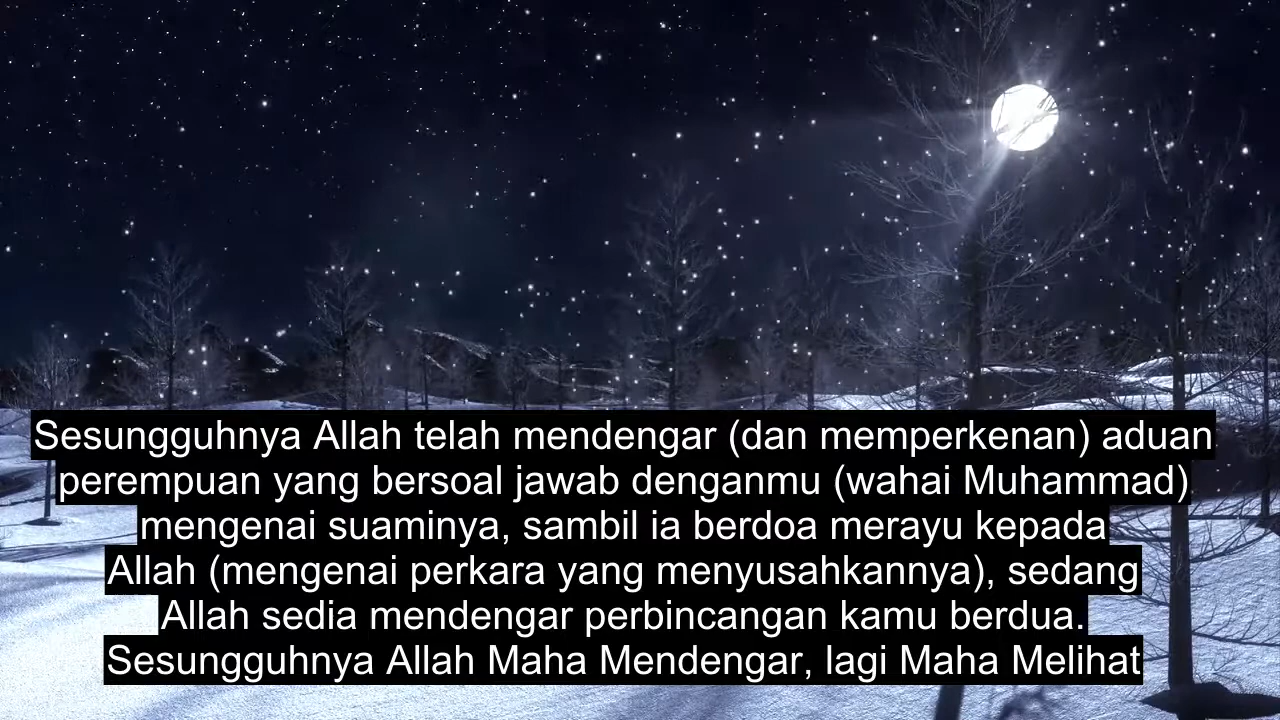 Sesungguhnya Allah telah mendengar (dan memperkenan) aduan
perempuan yang bersoal jawab denganmu (wahai Muhammad)
mengenai suaminya, sambil ia berdoa merayu kepada
Allah (mengenai perkara yang menyusahkannya), sedang
Allah sedia mendengar perbincangan kamu berdua.
Sesungguhnya Allah Maha Mendengar, lagi Maha Melihat